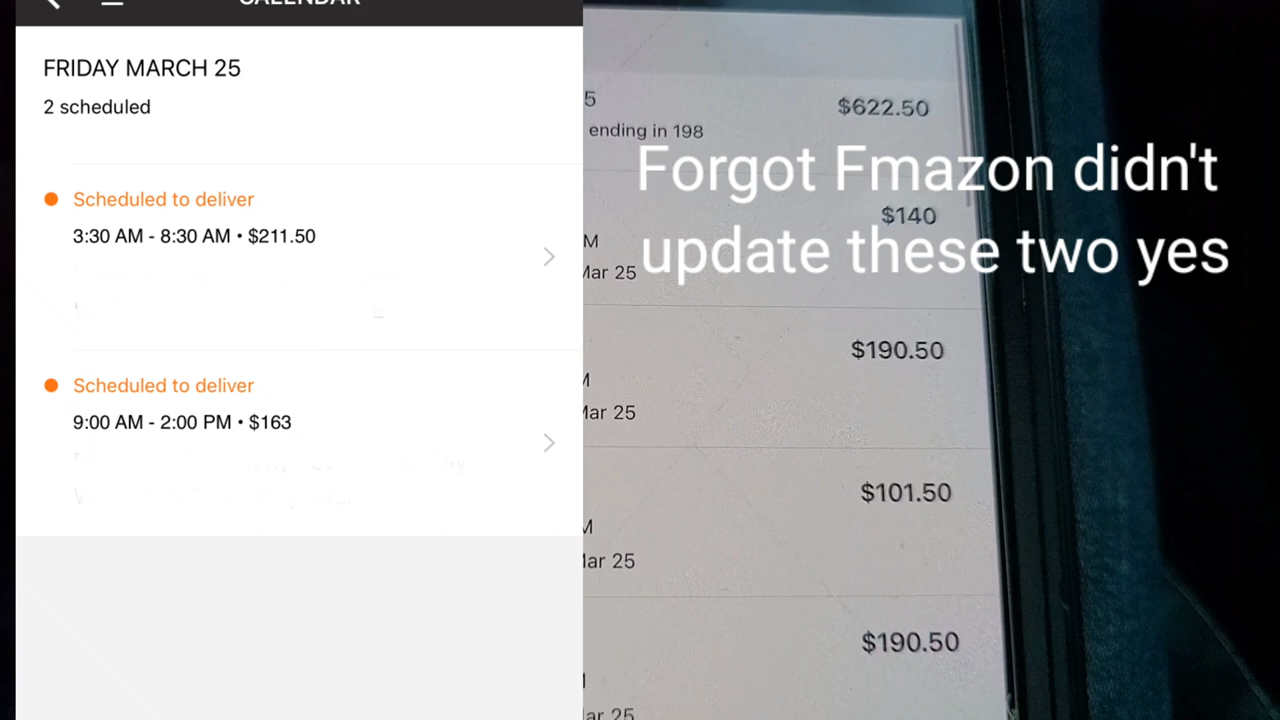 CALENDAR
FRIDAY MARCH 25
2 scheduled
Scheduled to deliver
3:30 AM - 8:30 AM • $211.50
Scheduled to deliver
9:00 AM - 2:00 PM • $163
5
$622.50
ending in 198
Forgot Fmazon didn't
update these two yes
$140
M
Mar 25
$190.50
M
Mar 25
$101.50
M
Mar 25
$190.50
Mar 25